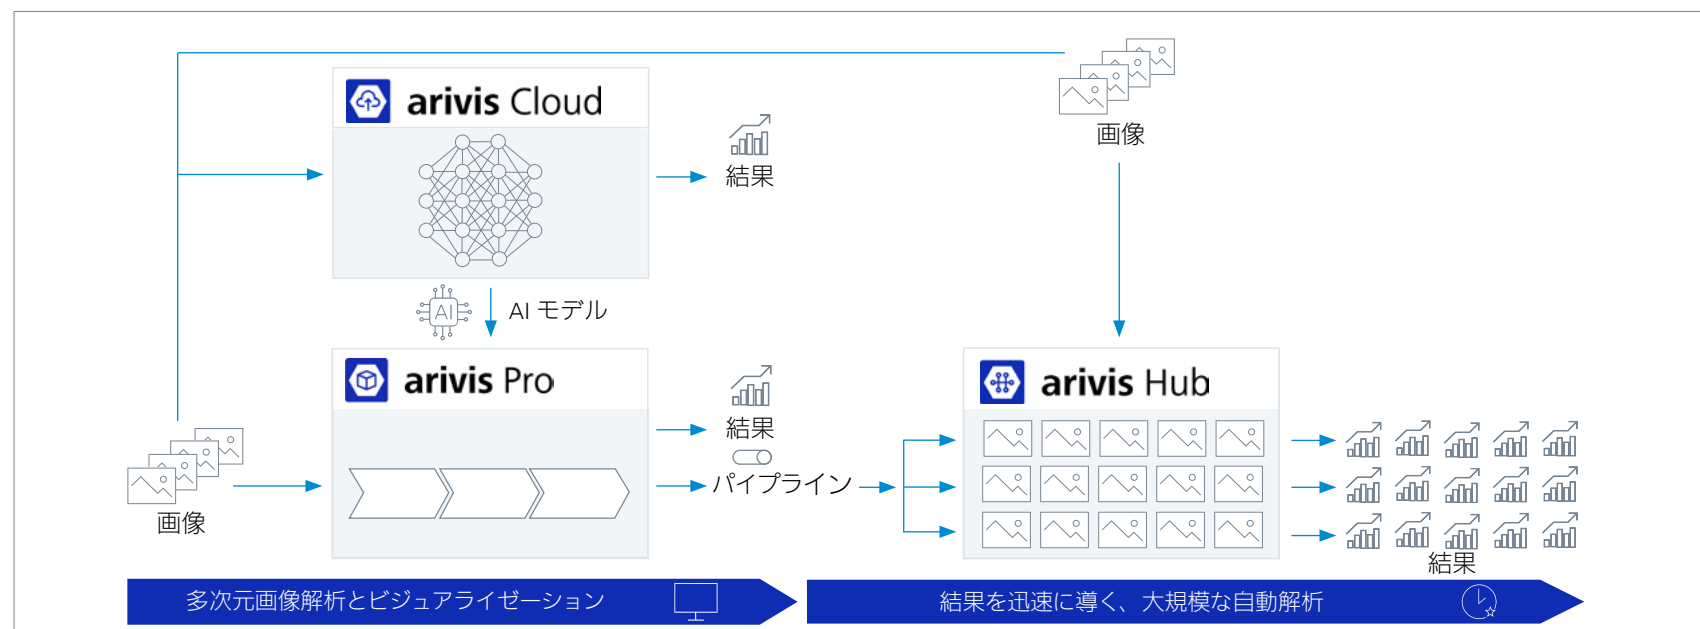 arivis Cloud
画像
結果
AI
AI モデル
arivis Pro
arivis Hub
結果
パイプライン
画像
結果
多次元画像解析とビジュアライゼーション
結果を迅速に導く、大規模な自動解析